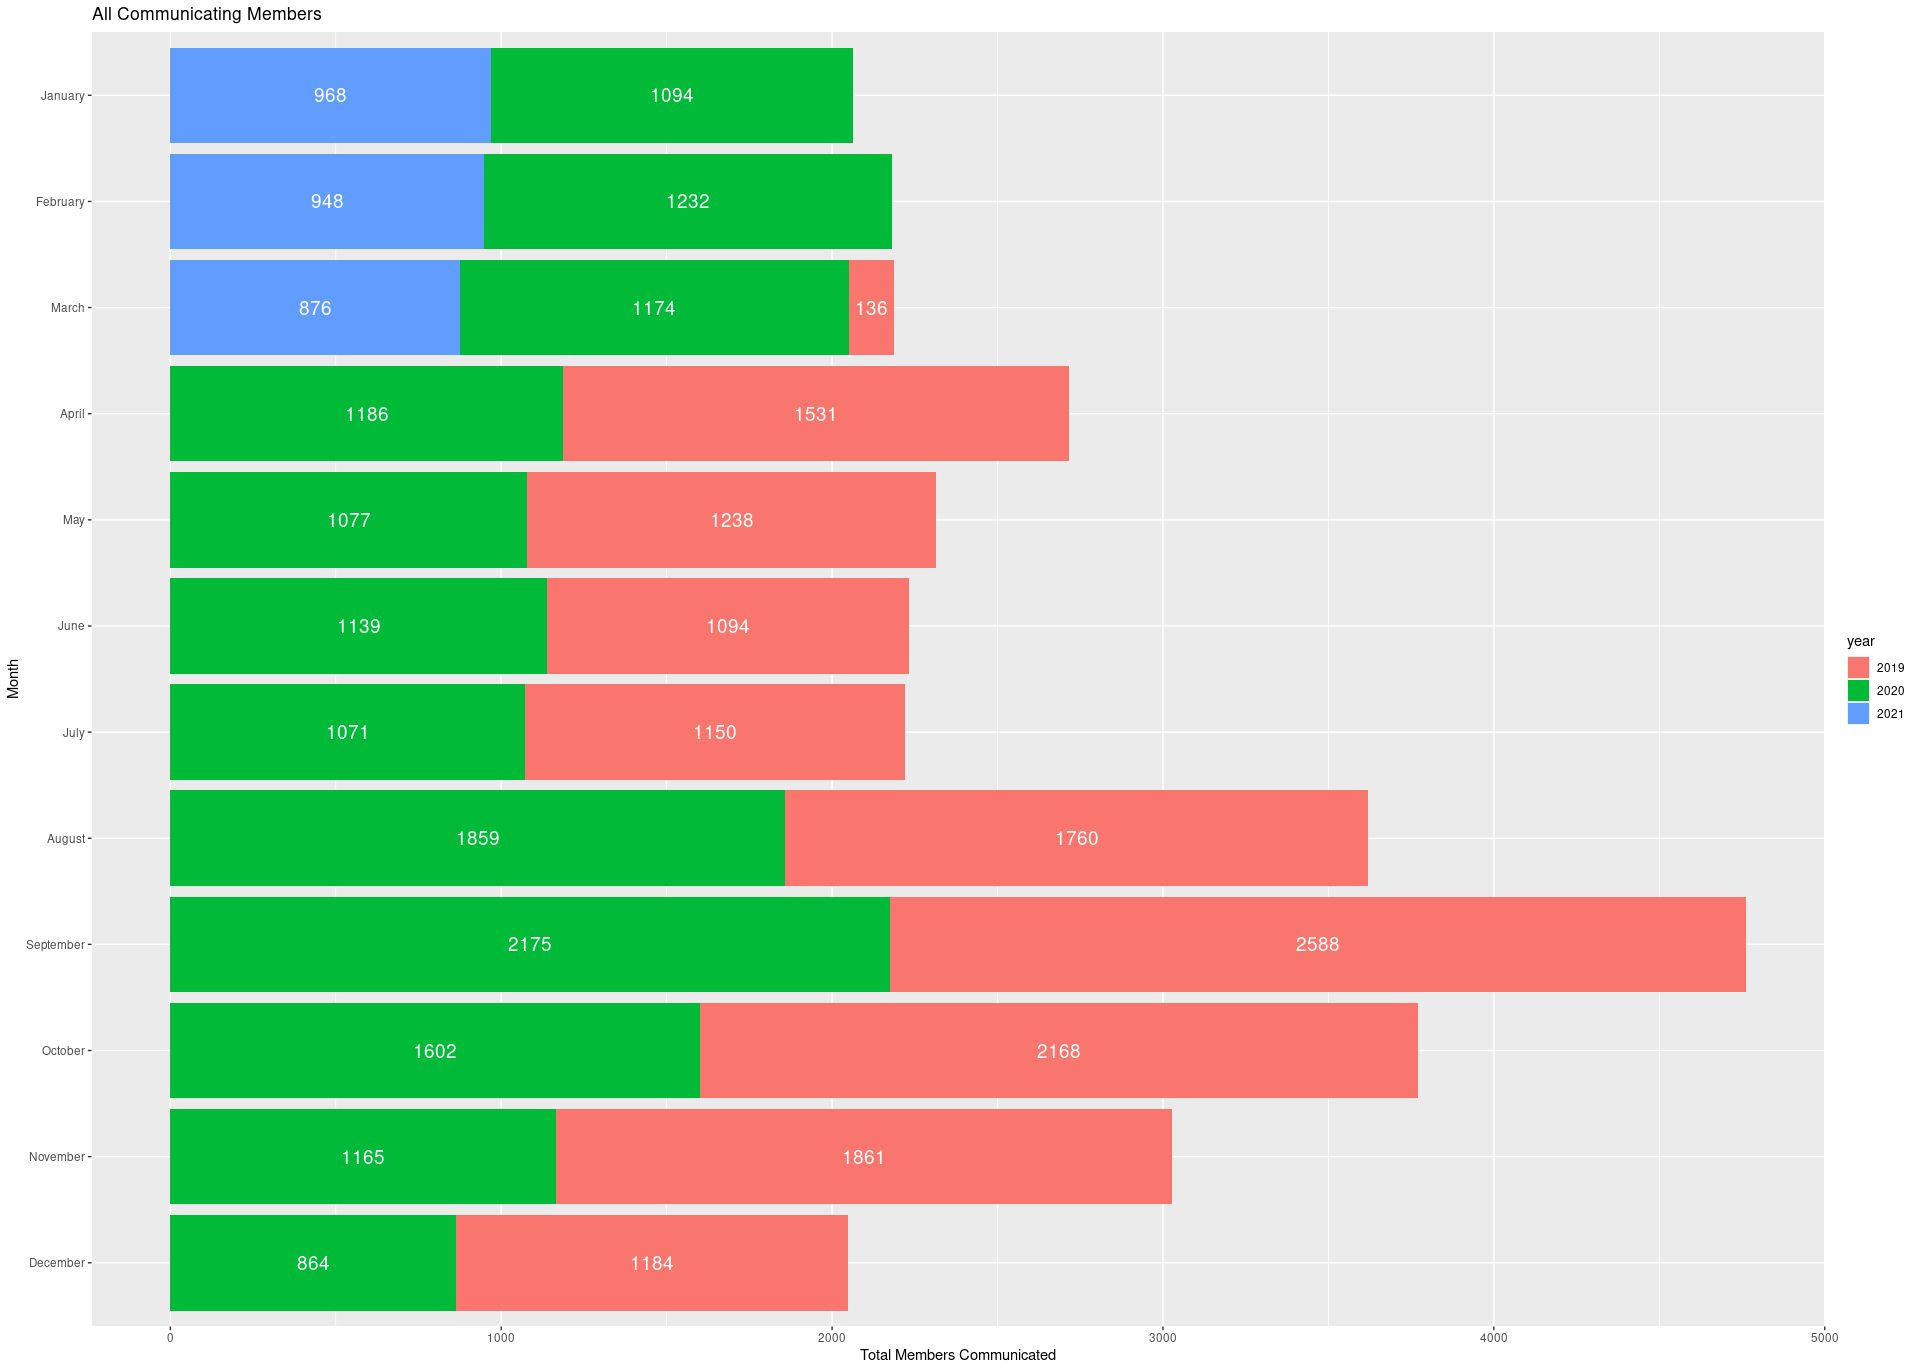 All Communicating Members
January 968 1094
February 948 1232
March 876 1174 136
April 1186 1531
May 1077 1238
June 1139 1094
July 1071 1150
August 1859 1760
September 2175 2588
October 1602 2168
November 1165 1861
December 864 1184
0 1000 2000 3000 4000 5000
Total Members Communicated
Month
year
2019
2020
2021